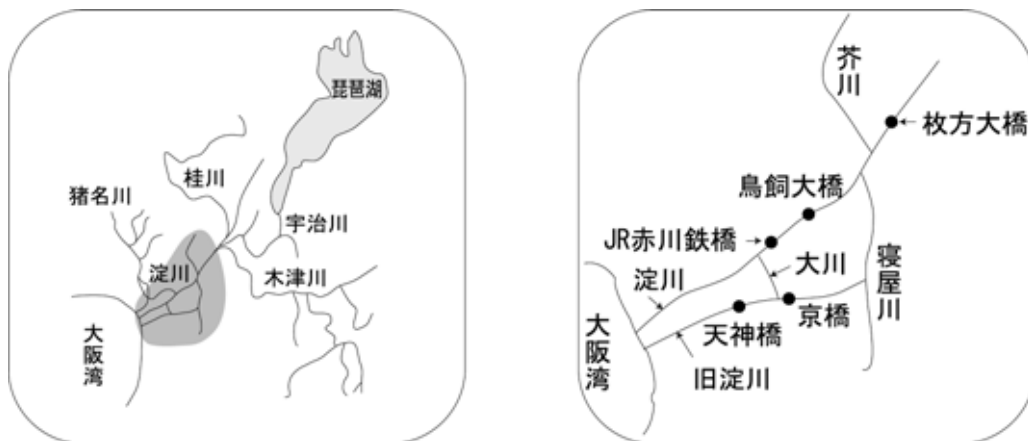 琵琶湖
桂川
猪名川
宇治川
淀川
木津川
大阪湾
芥川
枚方大橋
鳥飼大橋
JR赤川鉄橋
大川
淀川
寝屋川
京橋
天神橋
大阪湾
旧淀川